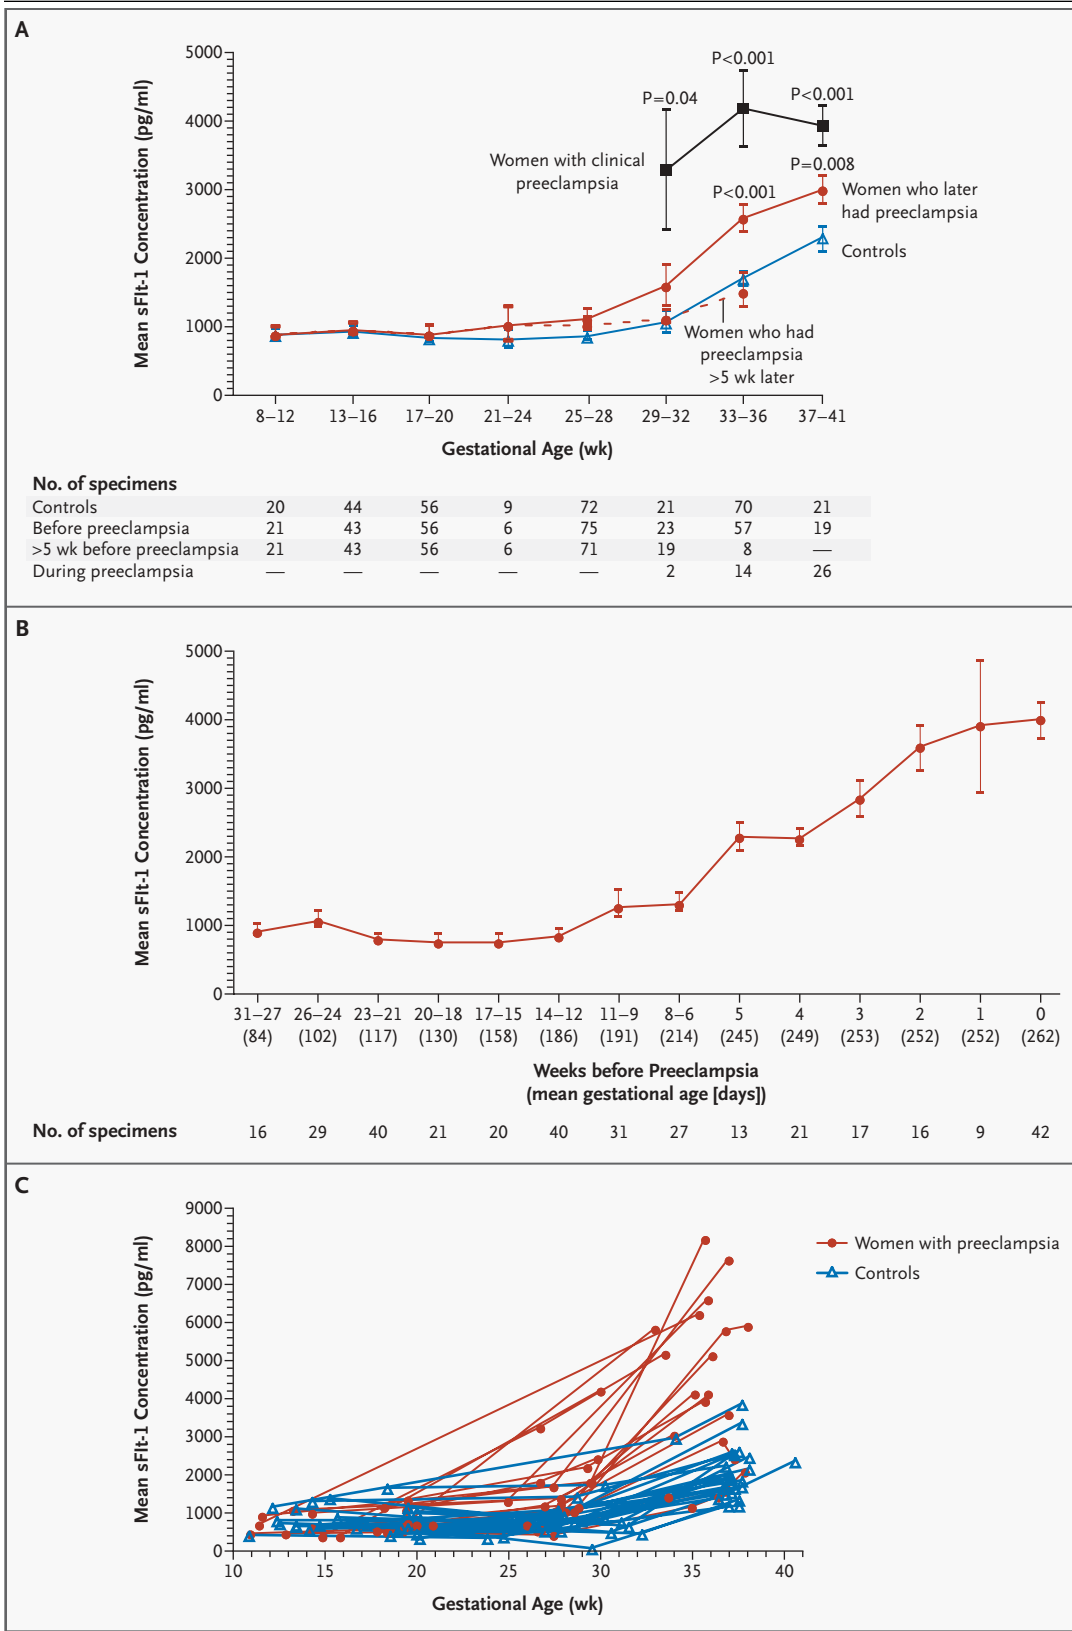 A
5000
4000
3000
2000
1000
0
Mean sFlt-1 Concentration (pg/ml)
P<0.001
P=0.04
P<0.001
P=0.008
P<0.001
Women with clinical
preeclampsia
Women who later
had preeclampsia
Controls
Women who had
preeclampsia
>5 wk later
8–12 13–16 17–20 21–24 25–28 29–32 33–36 37–41
Gestational Age (wk)
No. of specimens
Controls 20 44 56 9 72 21 70 21
Before preeclampsia 21 43 56 6 75 23 57 19
>5 wk before preeclampsia 21 43 56 6 71 19 8 —
During preeclampsia — — — — — 2 14 26
B
5000
4000
3000
2000
1000
0
Mean sFlt-1 Concentration (pg/ml)
31–27 26–24 23–21 20–18 17–15 14–12 11–9 8–6 5 4 3 2 1 0
(84) (102) (117) (130) (158) (186) (191) (214) (245) (249) (253) (252) (252) (262)
Weeks before Preeclampsia
(mean gestational age [days])
No. of specimens 16 29 40 21 20 40 31 27 13 21 17 16 9 42
C
9000
8000
7000
6000
5000
4000
3000
2000
1000
0
Mean sFlt-1 Concentration (pg/ml)
Women with preeclampsia
Controls
10 15 20 25 30 35 40
Gestational Age (wk)